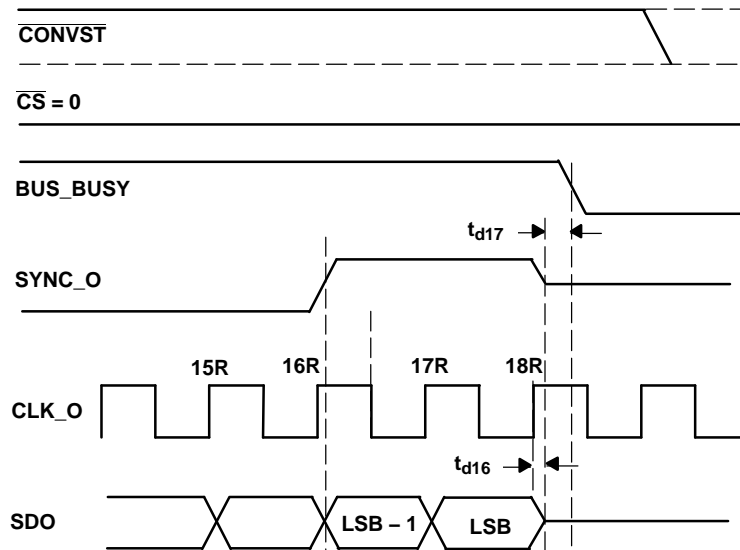 CONVST
CS = 0
BUS_BUSY
td17
SYNC_O
15R 16R 17R 18R
CLK_O
td16
SDO LSB – 1 LSB